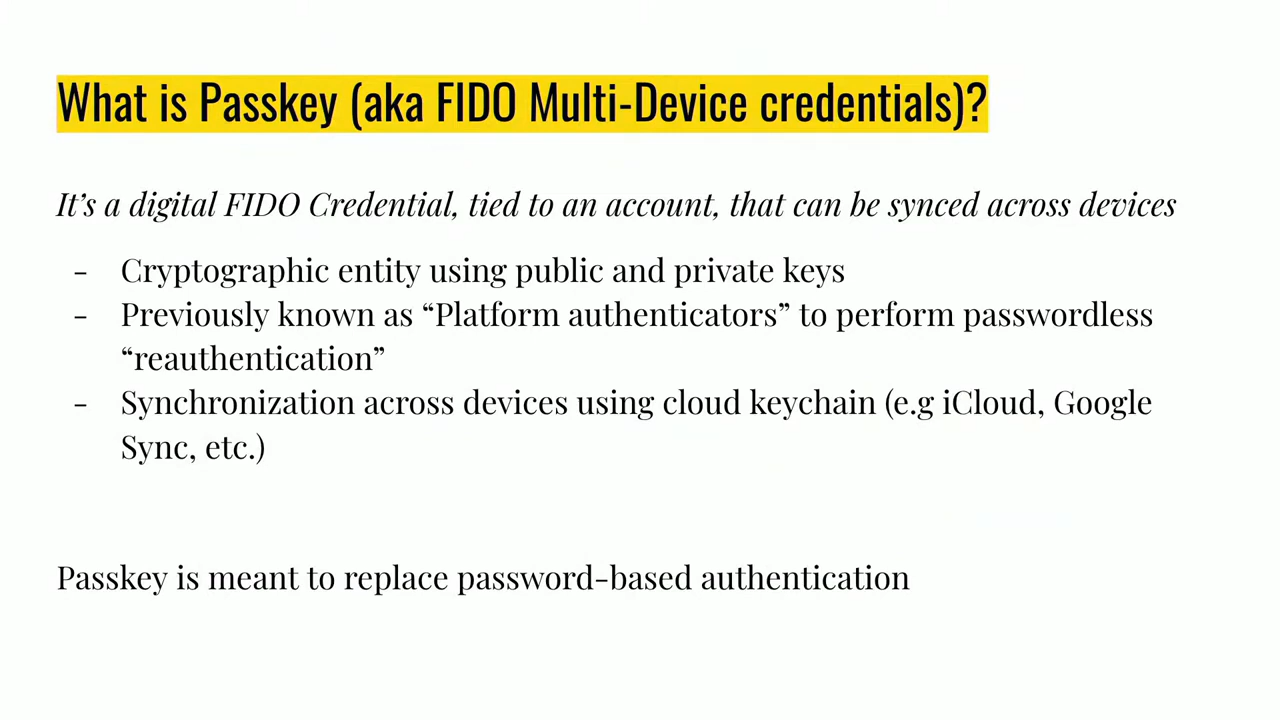 What is Passkey (aka FIDO Multi-Device credentials)?
It’s a digital FIDO Credential, tied to an account, that can be synced across devices
- Cryptographic entity using public and private keys
- Previously known as “Platform authenticators” to perform passwordless
“reauthentication”
- Synchronization across devices using cloud keychain (e.g iCloud, Google
Sync, etc.)
Passkey is meant to replace password-based authentication